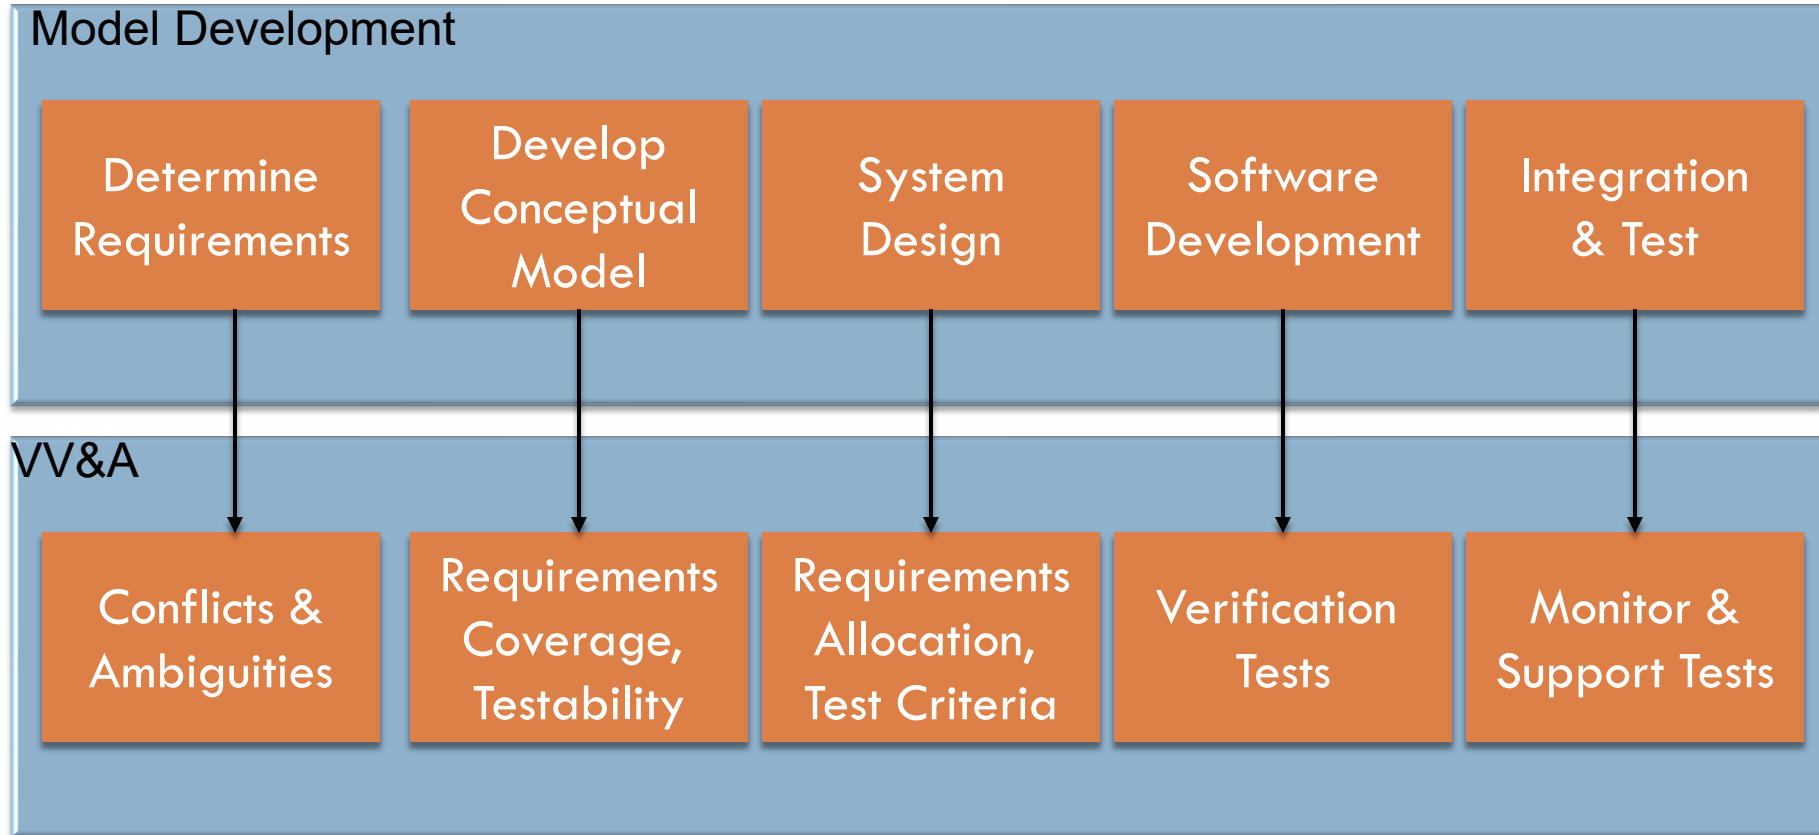 Model Development
Determine
Requirements
Develop
Conceptual
Model
System
Design
Software
Development
Integration
& Test
VV&A
Conflicts &
Ambiguities
Requirements
Coverage,
Testability
Requirements
Allocation,
Test Criteria
Verification
Tests
Monitor &
Support Tests